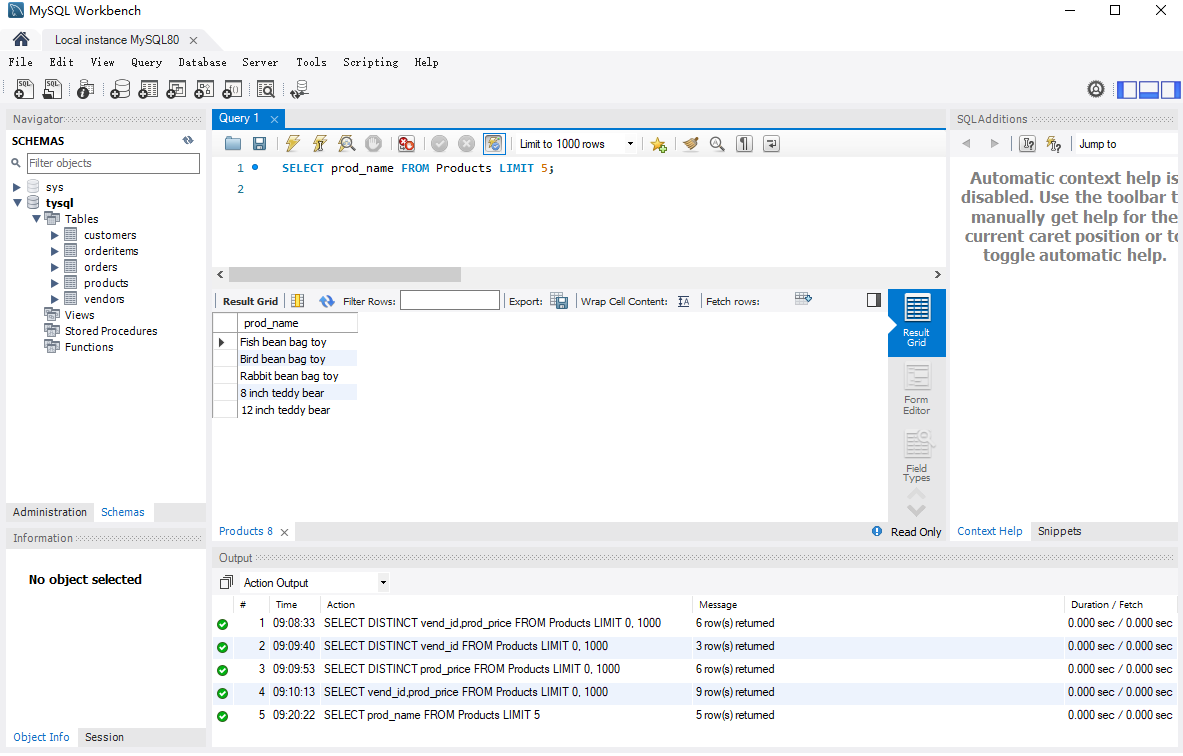 MySQL Workbench
Local instance MySQL80
File Edit View Query Database Server Tools Scripting Help
Navigator
SCHEMAS
Filter objects
sys
tysql
Tables
customers
orderitems
orders
products
vendors
Views
Stored Procedures
Functions
Administration Schemas
Information
No object selected
Object Info Session
Query 1
Limit to 1000 rows
1 SELECT prod_name FROM Products LIMIT 5;
2
Result Grid Filter Rows: Export: Wrap Cell Content: Fetch rows:
prod_name
Fish bean bag toy
Bird bean bag toy
Rabbit bean bag toy
8 inch teddy bear
12 inch teddy bear
Result
Grid
Form
Editor
Field
Types
Products 8
Read Only
SQLAdditions
Jump to
Automatic context help is
disabled. Use the toolbar t
manually get help for the
current caret position or to
toggle automatic help.
Context Help Snippets
Output
Action Output
# Time Action Message Duration / Fetch
1 09:08:33 SELECT DISTINCT vend_id,prod_price FROM Products LIMIT 0, 1000 6 row(s) returned 0.000 sec / 0.000 sec
2 09:09:40 SELECT DISTINCT vend_id FROM Products LIMIT 0, 1000 3 row(s) returned 0.000 sec / 0.000 sec
3 09:09:53 SELECT DISTINCT prod_price FROM Products LIMIT 0, 1000 6 row(s) returned 0.000 sec / 0.000 sec
4 09:10:13 SELECT vend_id,prod_price FROM Products LIMIT 0, 1000 9 row(s) returned 0.000 sec / 0.000 sec
5 09:20:22 SELECT prod_name FROM Products LIMIT 5 5 row(s) returned 0.000 sec / 0.000 sec